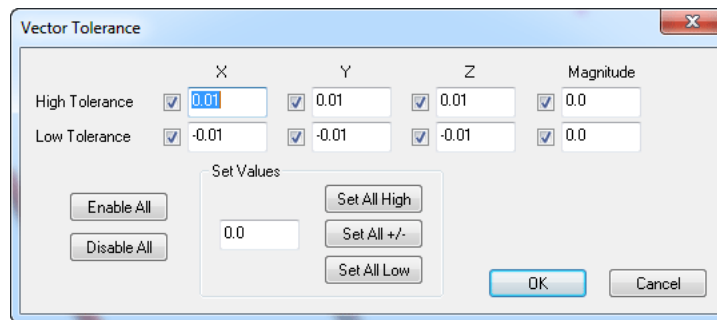 Vector Tolerance
X Y Z Magnitude
High Tolerance 0.01 0.01 0.01 0.0
Low Tolerance -0.01 -0.01 -0.01 0.0
Set Values
Enable All
Disable All
0.0
Set All High
Set All +/-
Set All Low
OK Cancel